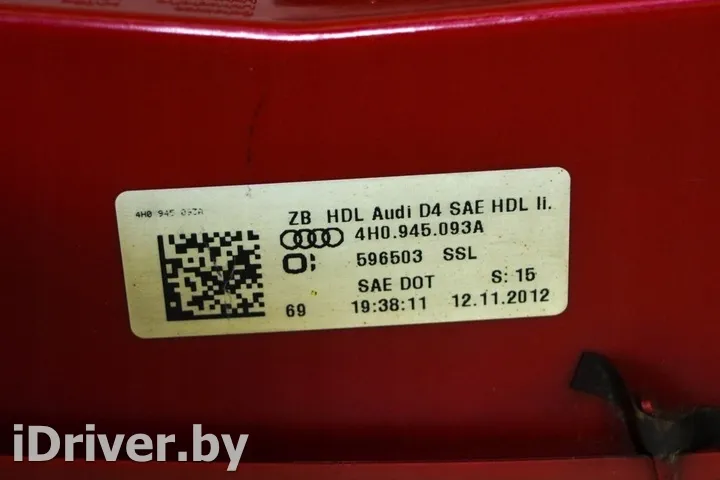 4H0 945 093A
ZB HDL Audi D4 SAE HDL li.
4H0.945.093A
596503 SSL
SAE DOT S: 15
69 19:38:11 12.11.2012
iDriver.by